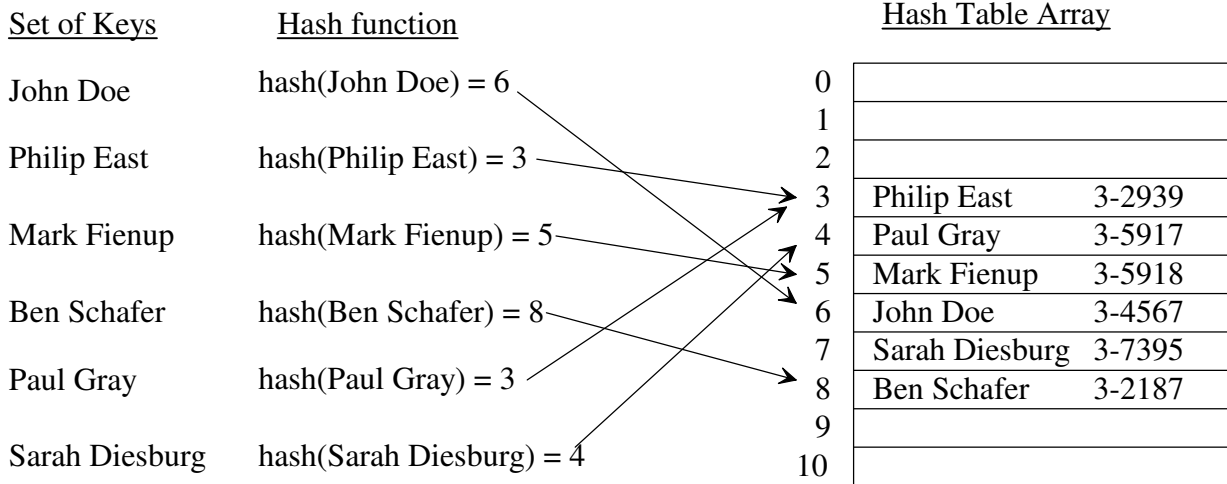 Set of Keys
Hash function
Hash Table Array
John Doe
hash(John Doe) = 6
Philip East
hash(Philip East) = 3
Mark Fienup
hash(Mark Fienup) = 5
Ben Schafer
hash(Ben Schafer) = 8
Paul Gray
hash(Paul Gray) = 3
Sarah Diesburg
hash(Sarah Diesburg) = 4
0
1
2
3 Philip East 3-2939
4 Paul Gray 3-5917
5 Mark Fienup 3-5918
6 John Doe 3-4567
7 Sarah Diesburg 3-7395
8 Ben Schafer 3-2187
9
10